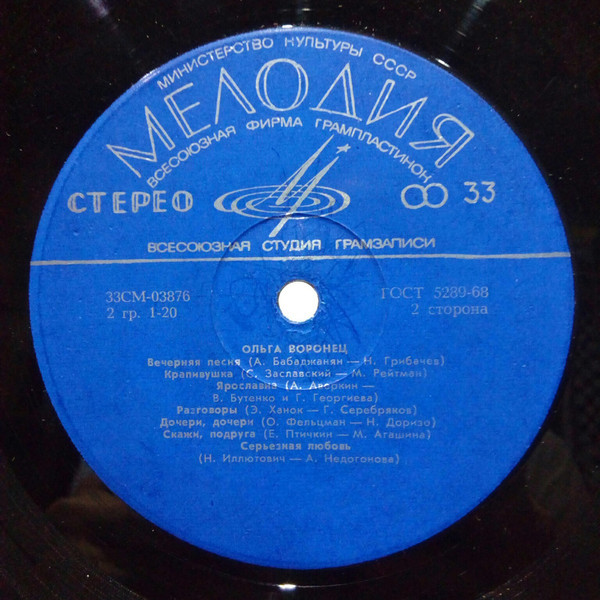 МИНИСТЕРСТВО КУЛЬТУРЫ СССР
МЕЛОДИЯ
ВСЕСОЮЗНАЯ ФИРМА ГРАМПЛАСТИНОК
СТЕРЕО 33
ВСЕСОЮЗНАЯ СТУДИЯ ГРАМЗАПИСИ
33СМ-03876 ГОСТ 5289-68
2 гр. 1-20 2 сторона
ОЛЬГА ВОРОНЕЦ
Вечерняя песня (А. Бабаджанян — Н. Грибачев)
Крапивушка (С. Заславский — М. Рейтман)
Ярославна (А. Аверкин —
В. Бутенко и Г. Георгиева)
Разговоры (Э. Ханок — Г. Серебряков)
Дочери, дочери (О. Фельцман — Н. Доризо)
Скажи, подруга (Е. Птичкин — М. Агашина)
Серьезная любовь
(Н. Иллютович — А. Недогонова)